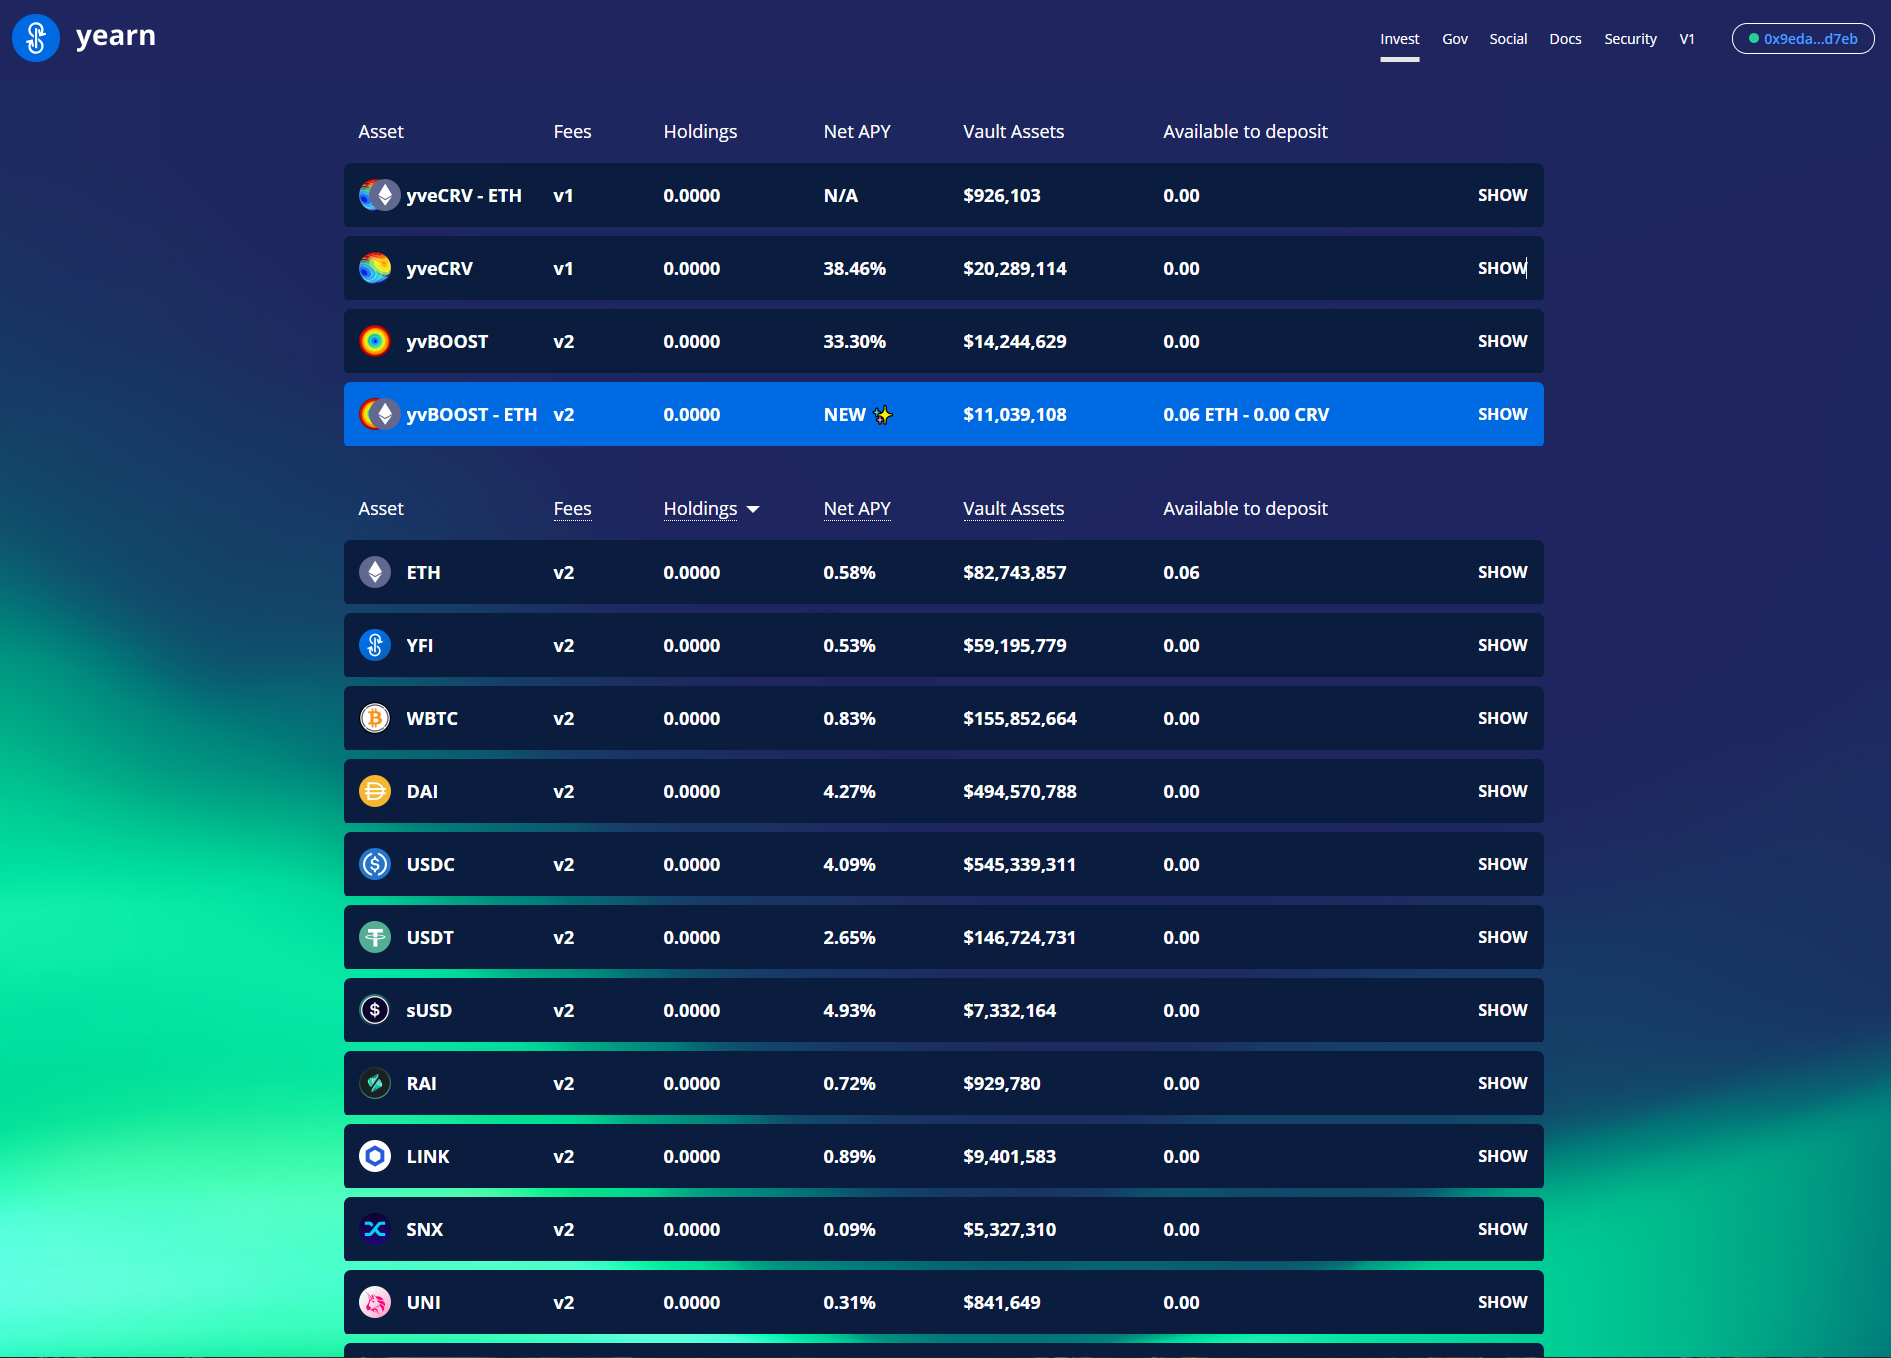 yearn
Invest Gov Social Docs Security V1 0x9eda...d7eb
Asset Fees Holdings Net APY Vault Assets Available to deposit
yveCRV - ETH v1 0.0000 N/A $926,103 0.00 SHOW
yveCRV v1 0.0000 38.46% $20,289,114 0.00 SHOW
yvBOOST v2 0.0000 33.30% $14,244,629 0.00 SHOW
yvBOOST - ETH v2 0.0000 NEW ✨ $11,039,108 0.06 ETH - 0.00 CRV SHOW
Asset Fees Holdings Net APY Vault Assets Available to deposit
ETH v2 0.0000 0.58% $82,743,857 0.06 SHOW
YFI v2 0.0000 0.53% $59,195,779 0.00 SHOW
WBTC v2 0.0000 0.83% $155,852,664 0.00 SHOW
DAI v2 0.0000 4.27% $494,570,788 0.00 SHOW
USDC v2 0.0000 4.09% $545,339,311 0.00 SHOW
USDT v2 0.0000 2.65% $146,724,731 0.00 SHOW
sUSD v2 0.0000 4.93% $7,332,164 0.00 SHOW
RAI v2 0.0000 0.72% $929,780 0.00 SHOW
LINK v2 0.0000 0.89% $9,401,583 0.00 SHOW
SNX v2 0.0000 0.09% $5,327,310 0.00 SHOW
UNI v2 0.0000 0.31% $841,649 0.00 SHOW